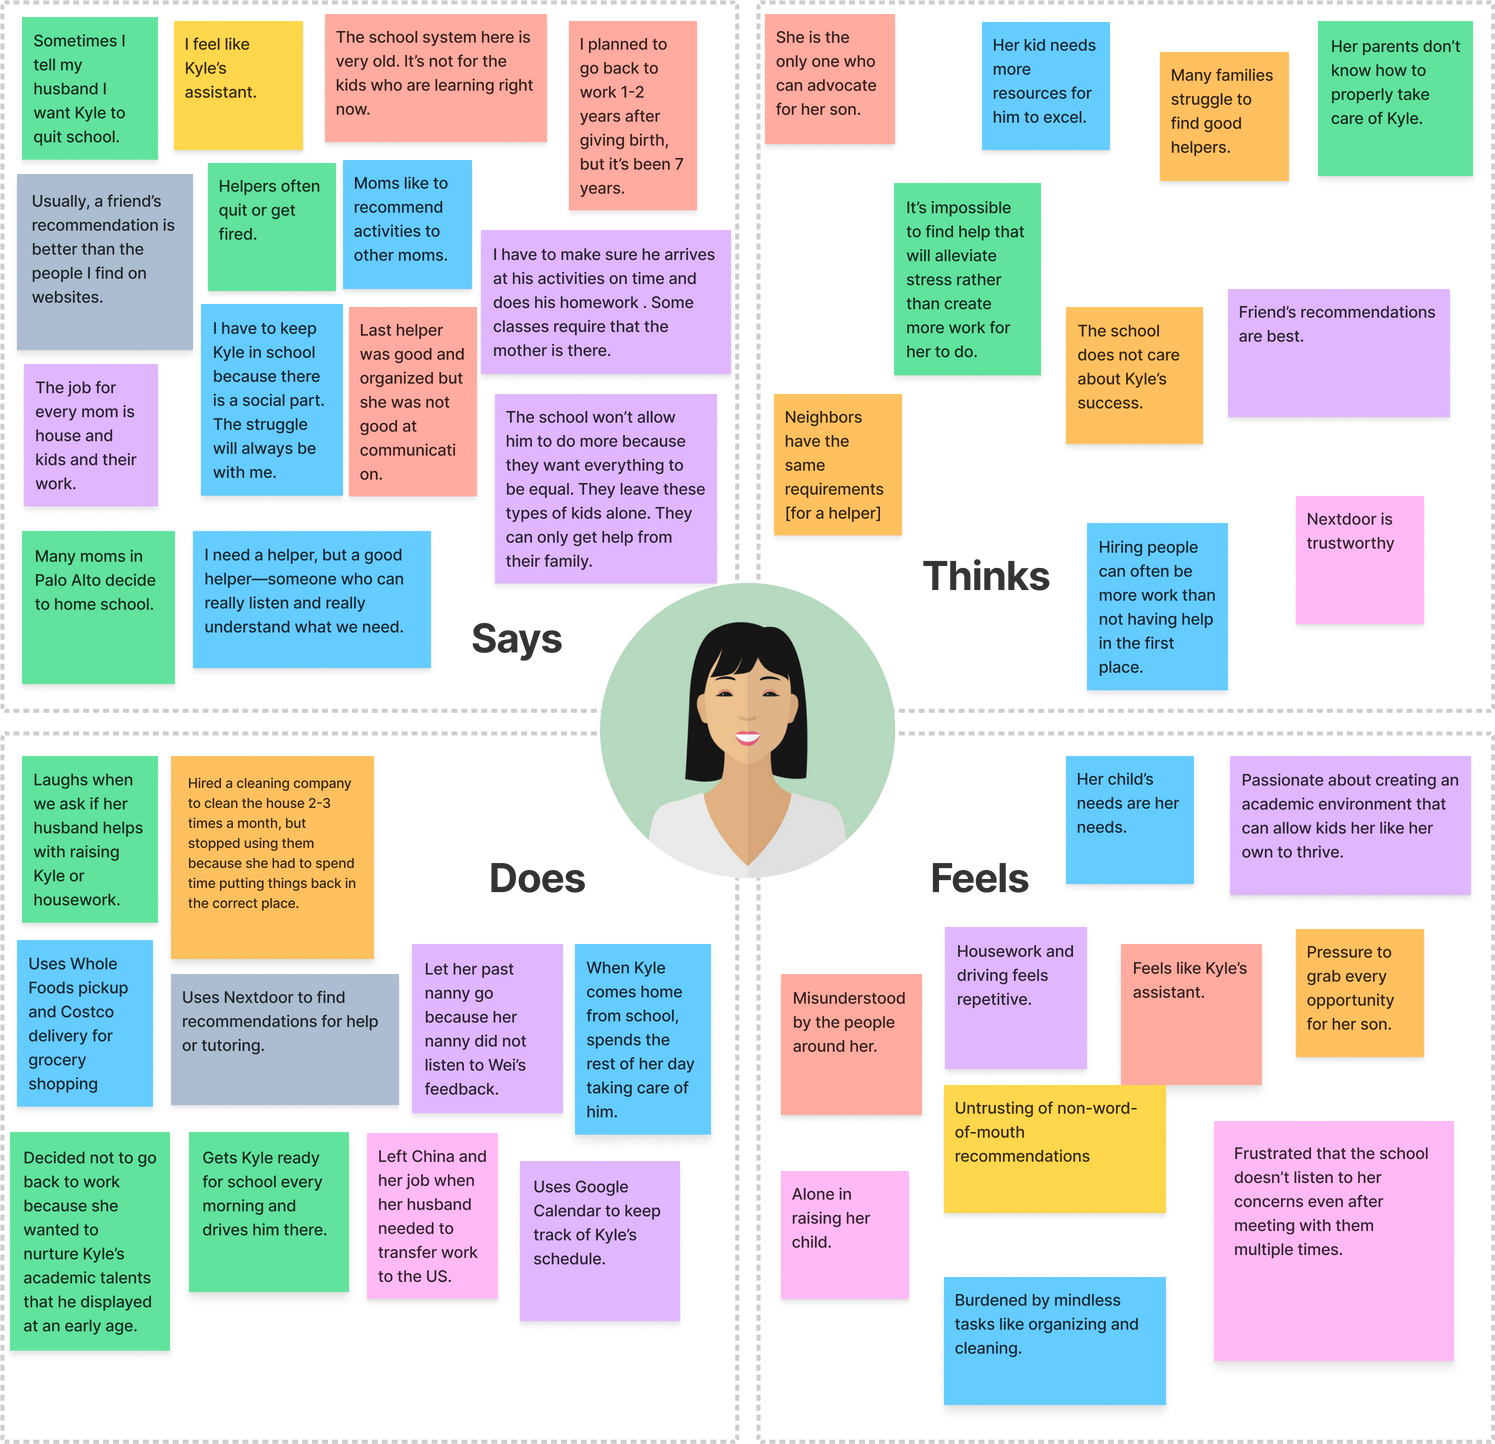 Sometimes I
tell my
husband I
want Kyle to
quit school.
I feel like
Kyle’s
assistant.
The school system here is
very old. It’s not for the
kids who are learning right
now.
I planned to
go back to
work 1-2
years after
giving birth,
but it’s been 7
years.
Usually, a friend’s
recommendation is
better than the
people I find on
websites.
Helpers often
quit or get
fired.
Moms like to
recommend
activities to
other moms.
I have to make sure he arrives
at his activities on time and
does his homework . Some
classes require that the
mother is there.
The job for
every mom is
house and
kids and their
work.
I have to keep
Kyle in school
because there
is a social part.
The struggle
will always be
with me.
Last helper
was good and
organized but
she was not
good at
communicati
on.
The school won’t allow
him to do more because
they want everything to
be equal. They leave these
types of kids alone. They
can only get help from
their family.
Many moms in
Palo Alto decide
to home school.
I need a helper, but a good
helper—someone who can
really listen and really
understand what we need.
Says
She is the
only one who
can advocate
for her son.
Her kid needs
more
resources for
him to excel.
Many families
struggle to
find good
helpers.
Her parents don’t
know how to
properly take
care of Kyle.
It’s impossible
to find help that
will alleviate
stress rather
than create
more work for
her to do.
The school
does not care
about Kyle’s
success.
Friend’s recommendations
are best.
Neighbors
have the
same
requirements
[for a helper]
Hiring people
can often be
more work than
not having help
in the first
place.
Nextdoor is
trustworthy
Thinks
Laughs when
we ask if her
husband helps
with raising
Kyle or
housework.
Hired a cleaning company
to clean the house 2-3
times a month, but
stopped using them
because she had to spend
time putting things back in
the correct place.
Does
Uses Whole
Foods pickup
and Costco
delivery for
grocery
shopping
Uses Nextdoor to find
recommendations for help
or tutoring.
Let her past
nanny go
because her
nanny did not
listen to Wei’s
feedback.
When Kyle
comes home
from school,
spends the
rest of her day
taking care of
him.
Decided not to go
back to work
because she
wanted to
nurture Kyle’s
academic talents
that he displayed
at an early age.
Gets Kyle ready
for school every
morning and
drives him there.
Left China and
her job when
her husband
needed to
transfer work
to the US.
Uses Google
Calendar to keep
track of Kyle’s
schedule.
Feels
Her child’s
needs are her
needs.
Passionate about creating an
academic environment that
can allow kids her like her
own to thrive.
Misunderstood
by the people
around her.
Housework and
driving feels
repetitive.
Feels like Kyle’s
assistant.
Pressure to
grab every
opportunity
for her son.
Untrusting of non-word-
of-mouth
recommendations
Alone in
raising her
child.
Frustrated that the school
doesn’t listen to her
concerns even after
meeting with them
multiple times.
Burdened by mindless
tasks like organizing and
cleaning.